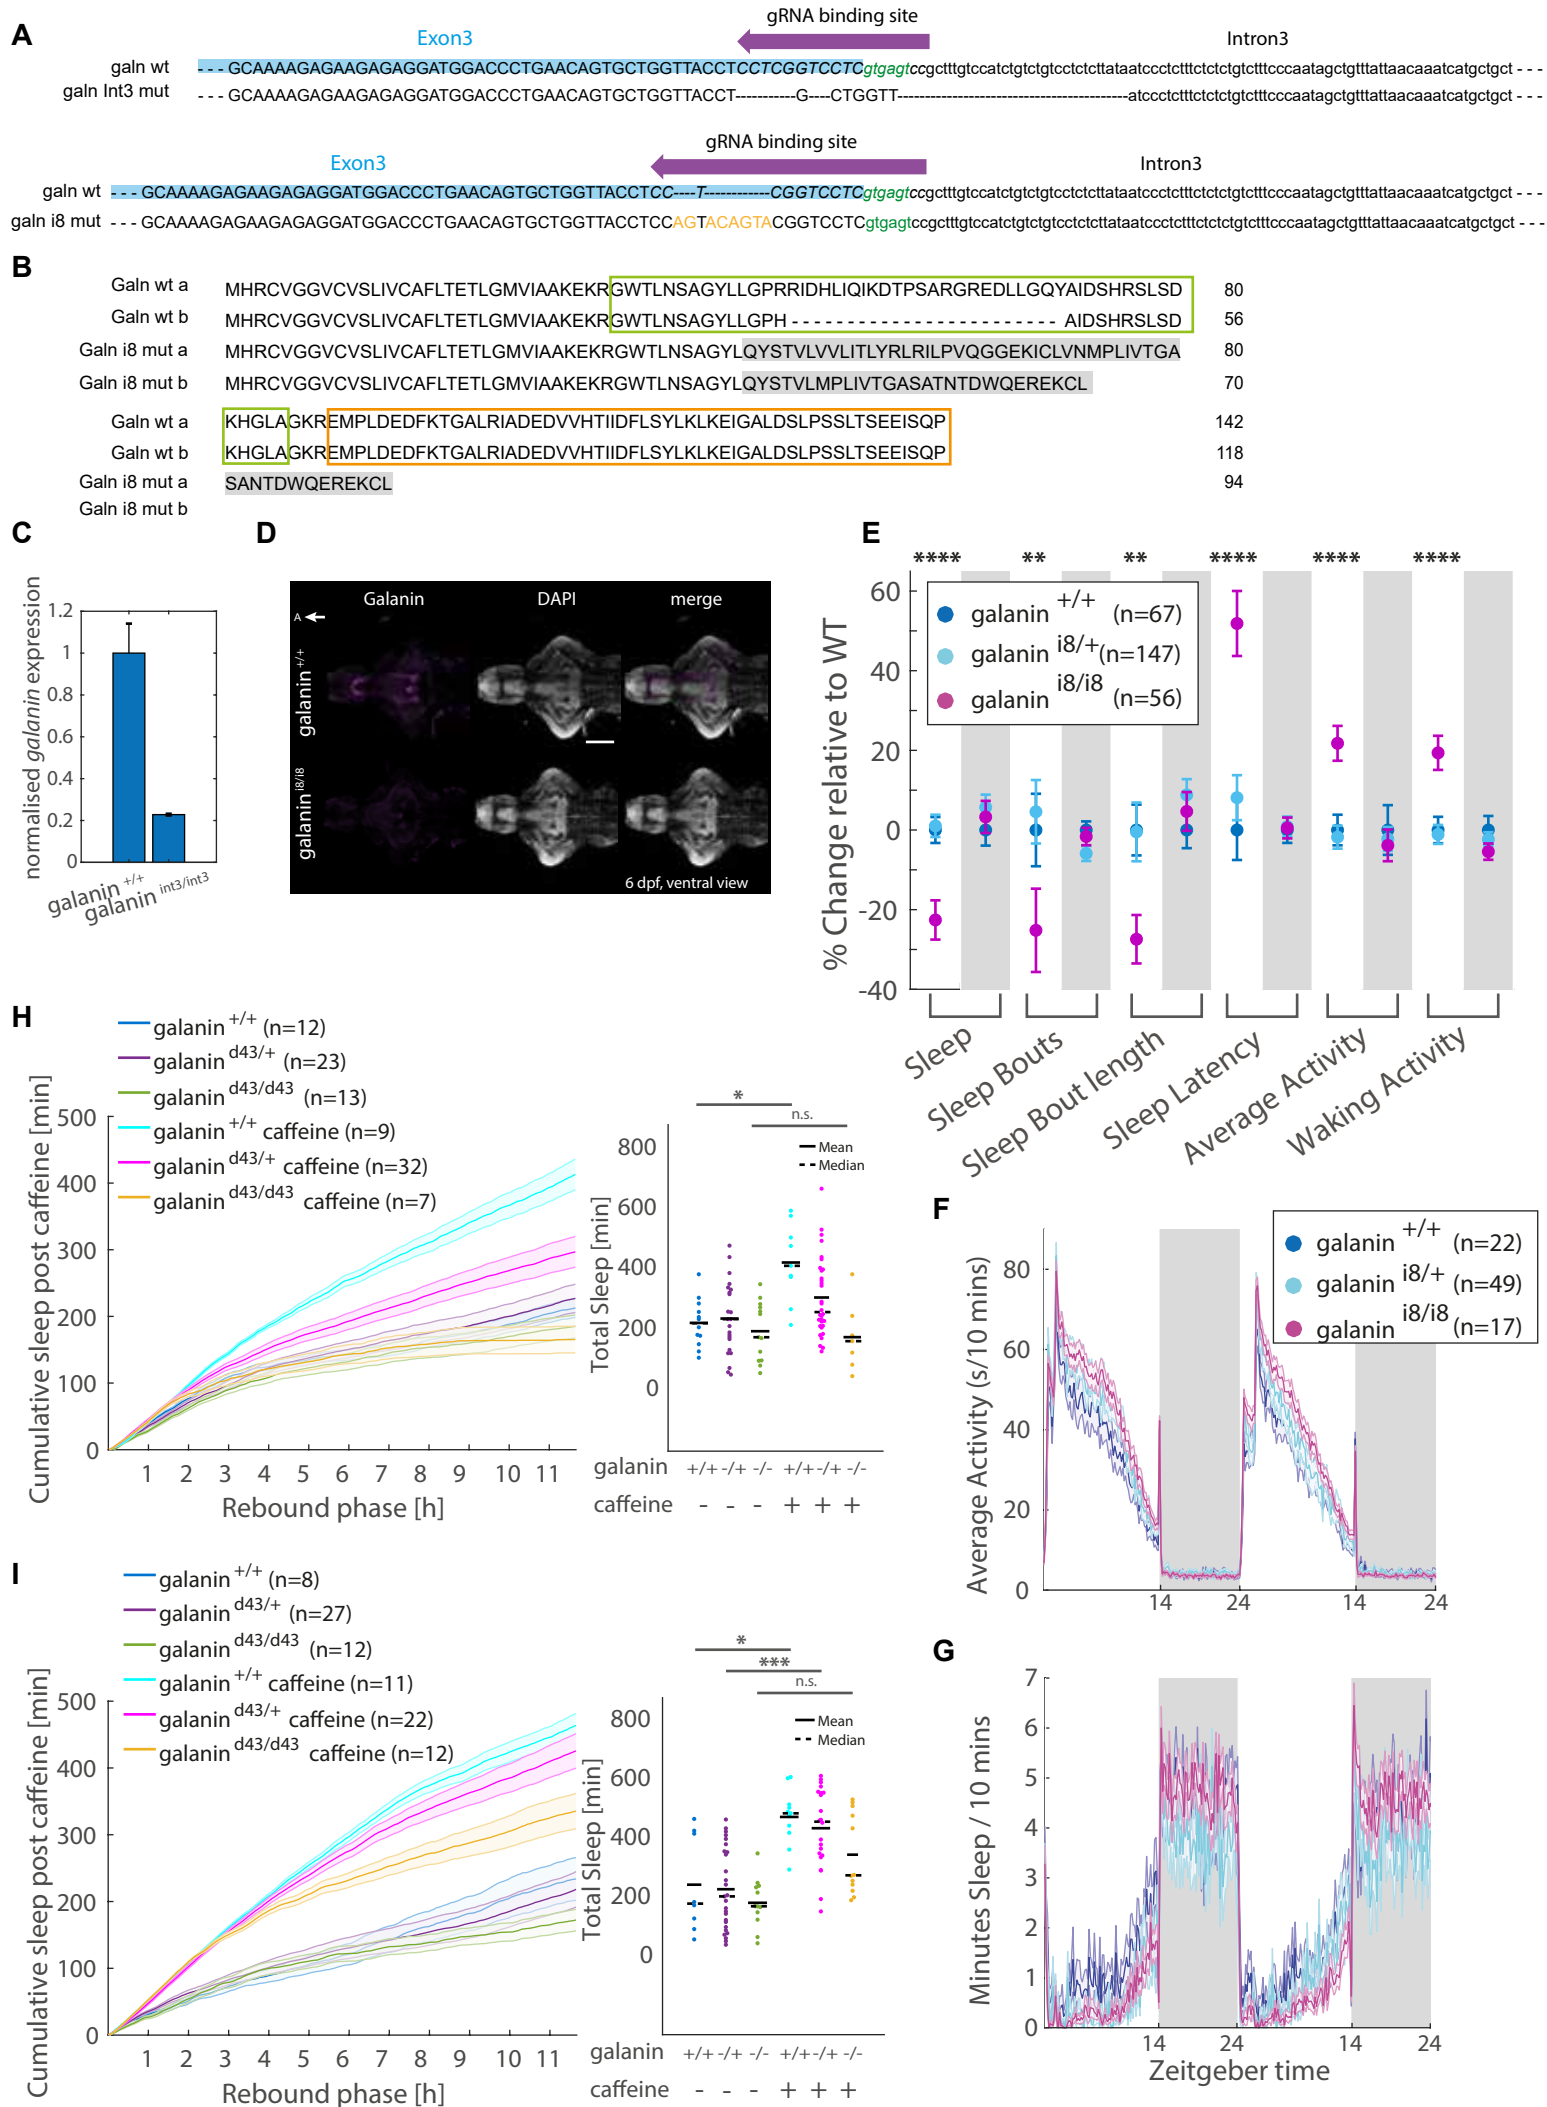 A
gRNA binding site
Exon3
Intron3
galn wt
- - - GCAAAAGAGAAGAGAGGATGGACCCTGAACAGTGCTGGTTACCTCCTCGGTCCTCgtgagtccgctttgtccatctgtctgtcctctcttataatccctctttctctctgtctttcccaatagctgtttattaacaaatcatgctgct - - -
galn Int3 mut
- - - GCAAAAGAGAAGAGAGGATGGACCCTGAACAGTGCTGGTTACCT-----------G----CTGGTT------------------------------------------atccctctttctctctgtctttcccaatagctgtttattaacaaatcatgctgct - - -
gRNA binding site
Exon3
Intron3
galn wt
- - - GCAAAAGAGAAGAGAGGATGGACCCTGAACAGTGCTGGTTACCTCC----T------------CGGTCCTCgtgagtccgctttgtccatctgtctgtcctctcttataatccctctttctctctgtctttcccaatagctgtttattaacaaatcatgctgct - - -
galn i8 mut
- - - GCAAAAGAGAAGAGAGGATGGACCCTGAACAGTGCTGGTTACCTCCAGTACAGTACGGTCCTCgtgagtccgctttgtccatctgtctgtcctctcttataatccctctttctctctgtctttcccaatagctgtttattaacaaatcatgctgct - - -
B
Galn wt a MHRCVGGVCVSLIVCAFLTETLGMVIAAKEKRGWTLNSAGYLLGPRRIDHLIQIKDTPSARGREDLLGQYAIDSHRSLSD 80
Galn wt b MHRCVGGVCVSLIVCAFLTETLGMVIAAKEKRGWTLNSAGYLLGPH - - - - - - - - - - - - - - - - - - - - - - - - AIDSHRSLSD 56
Galn i8 mut a MHRCVGGVCVSLIVCAFLTETLGMVIAAKEKRGWTLNSAGYLQYSTVLVVLITLYRLRILPVQGGEKICLVNMPLIVTGA 80
Galn i8 mut b MHRCVGGVCVSLIVCAFLTETLGMVIAAKEKRGWTLNSAGYLQYSTVLMPLIVTGASATNTDWQEREKCL 70
Galn wt a KHGLAGKREMPLDEDFKTGALRIADEDVVHTIIDFLSYLKLKEIGALDSLPSSLTSEEISQP 142
Galn wt b KHGLAGKREMPLDEDFKTGALRIADEDVVHTIIDFLSYLKLKEIGALDSLPSSLTSEEISQP 118
Galn i8 mut a SANTDWQEREKCL 94
Galn i8 mut b
C
normalised galanin expression
1.2
1
0.8
0.6
0.4
0.2
0
galanin +/+
galanin int3/int3
D
Galanin DAPI merge
A
galanin +/+
galanin i8/i8
6 dpf, ventral view
E
**** ** ** **** **** ****
% Change relative to WT
60
40
20
0
-20
-40
galanin +/+ (n=67)
galanin i8/+ (n=147)
galanin i8/i8 (n=56)
Sleep
Sleep Bouts
Sleep Bout length
Sleep Latency
Average Activity
Waking Activity
H
galanin +/+ (n=12)
galanin d43/+ (n=23)
galanin d43/d43 (n=13)
galanin +/+ caffeine (n=9)
galanin d43/+ caffeine (n=32)
galanin d43/d43 caffeine (n=7)
Cumulative sleep post caffeine [min]
500
400
300
200
100
0
1 2 3 4 5 6 7 8 9 10 11
Rebound phase [h]
*
n.s.
Mean
Median
Total Sleep [min]
800
600
400
200
0
galanin +/+ -/+ -/- +/+ -/+ -/-
caffeine - - - + + +
F
galanin +/+ (n=22)
galanin i8/+ (n=49)
galanin i8/i8 (n=17)
Average Activity (s/10 mins)
80
60
40
20
0
14 24 14 24
I
galanin +/+ (n=8)
galanin d43/+ (n=27)
galanin d43/d43 (n=12)
galanin +/+ caffeine (n=11)
galanin d43/+ caffeine (n=22)
galanin d43/d43 caffeine (n=12)
Cumulative sleep post caffeine [min]
500
400
300
200
100
0
1 2 3 4 5 6 7 8 9 10 11
Rebound phase [h]
*
***
n.s.
Mean
Median
Total Sleep [min]
800
600
400
200
0
galanin +/+ -/+ -/- +/+ -/+ -/-
caffeine - - - + + +
G
Minutes Sleep / 10 mins
7
6
5
4
3
2
1
0
14 24 14 24
Zeitgeber time